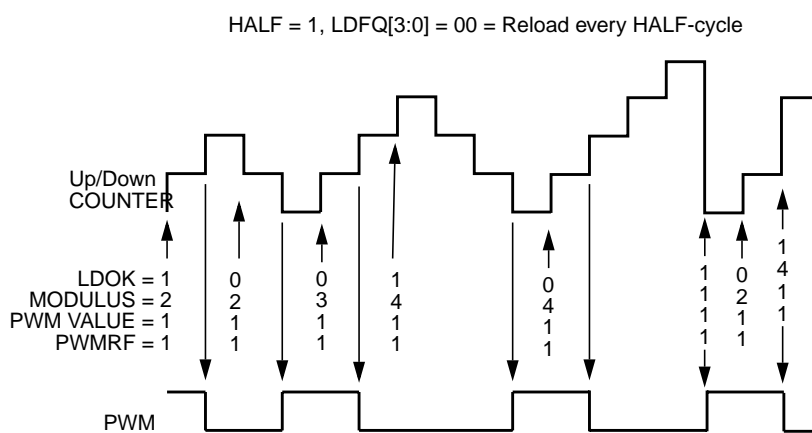 HALF = 1, LDFQ[3:0] = 00 = Reload every HALF-cycle
Up/Down
COUNTER
LDOK = 1 0 0 1 0 1 0 1
MODULUS = 2 2 3 4 4 1 2 4
PWM VALUE = 1 1 1 1 1 1 1 1
PWMRF = 1 1 1 1 1 1 1 1
PWM